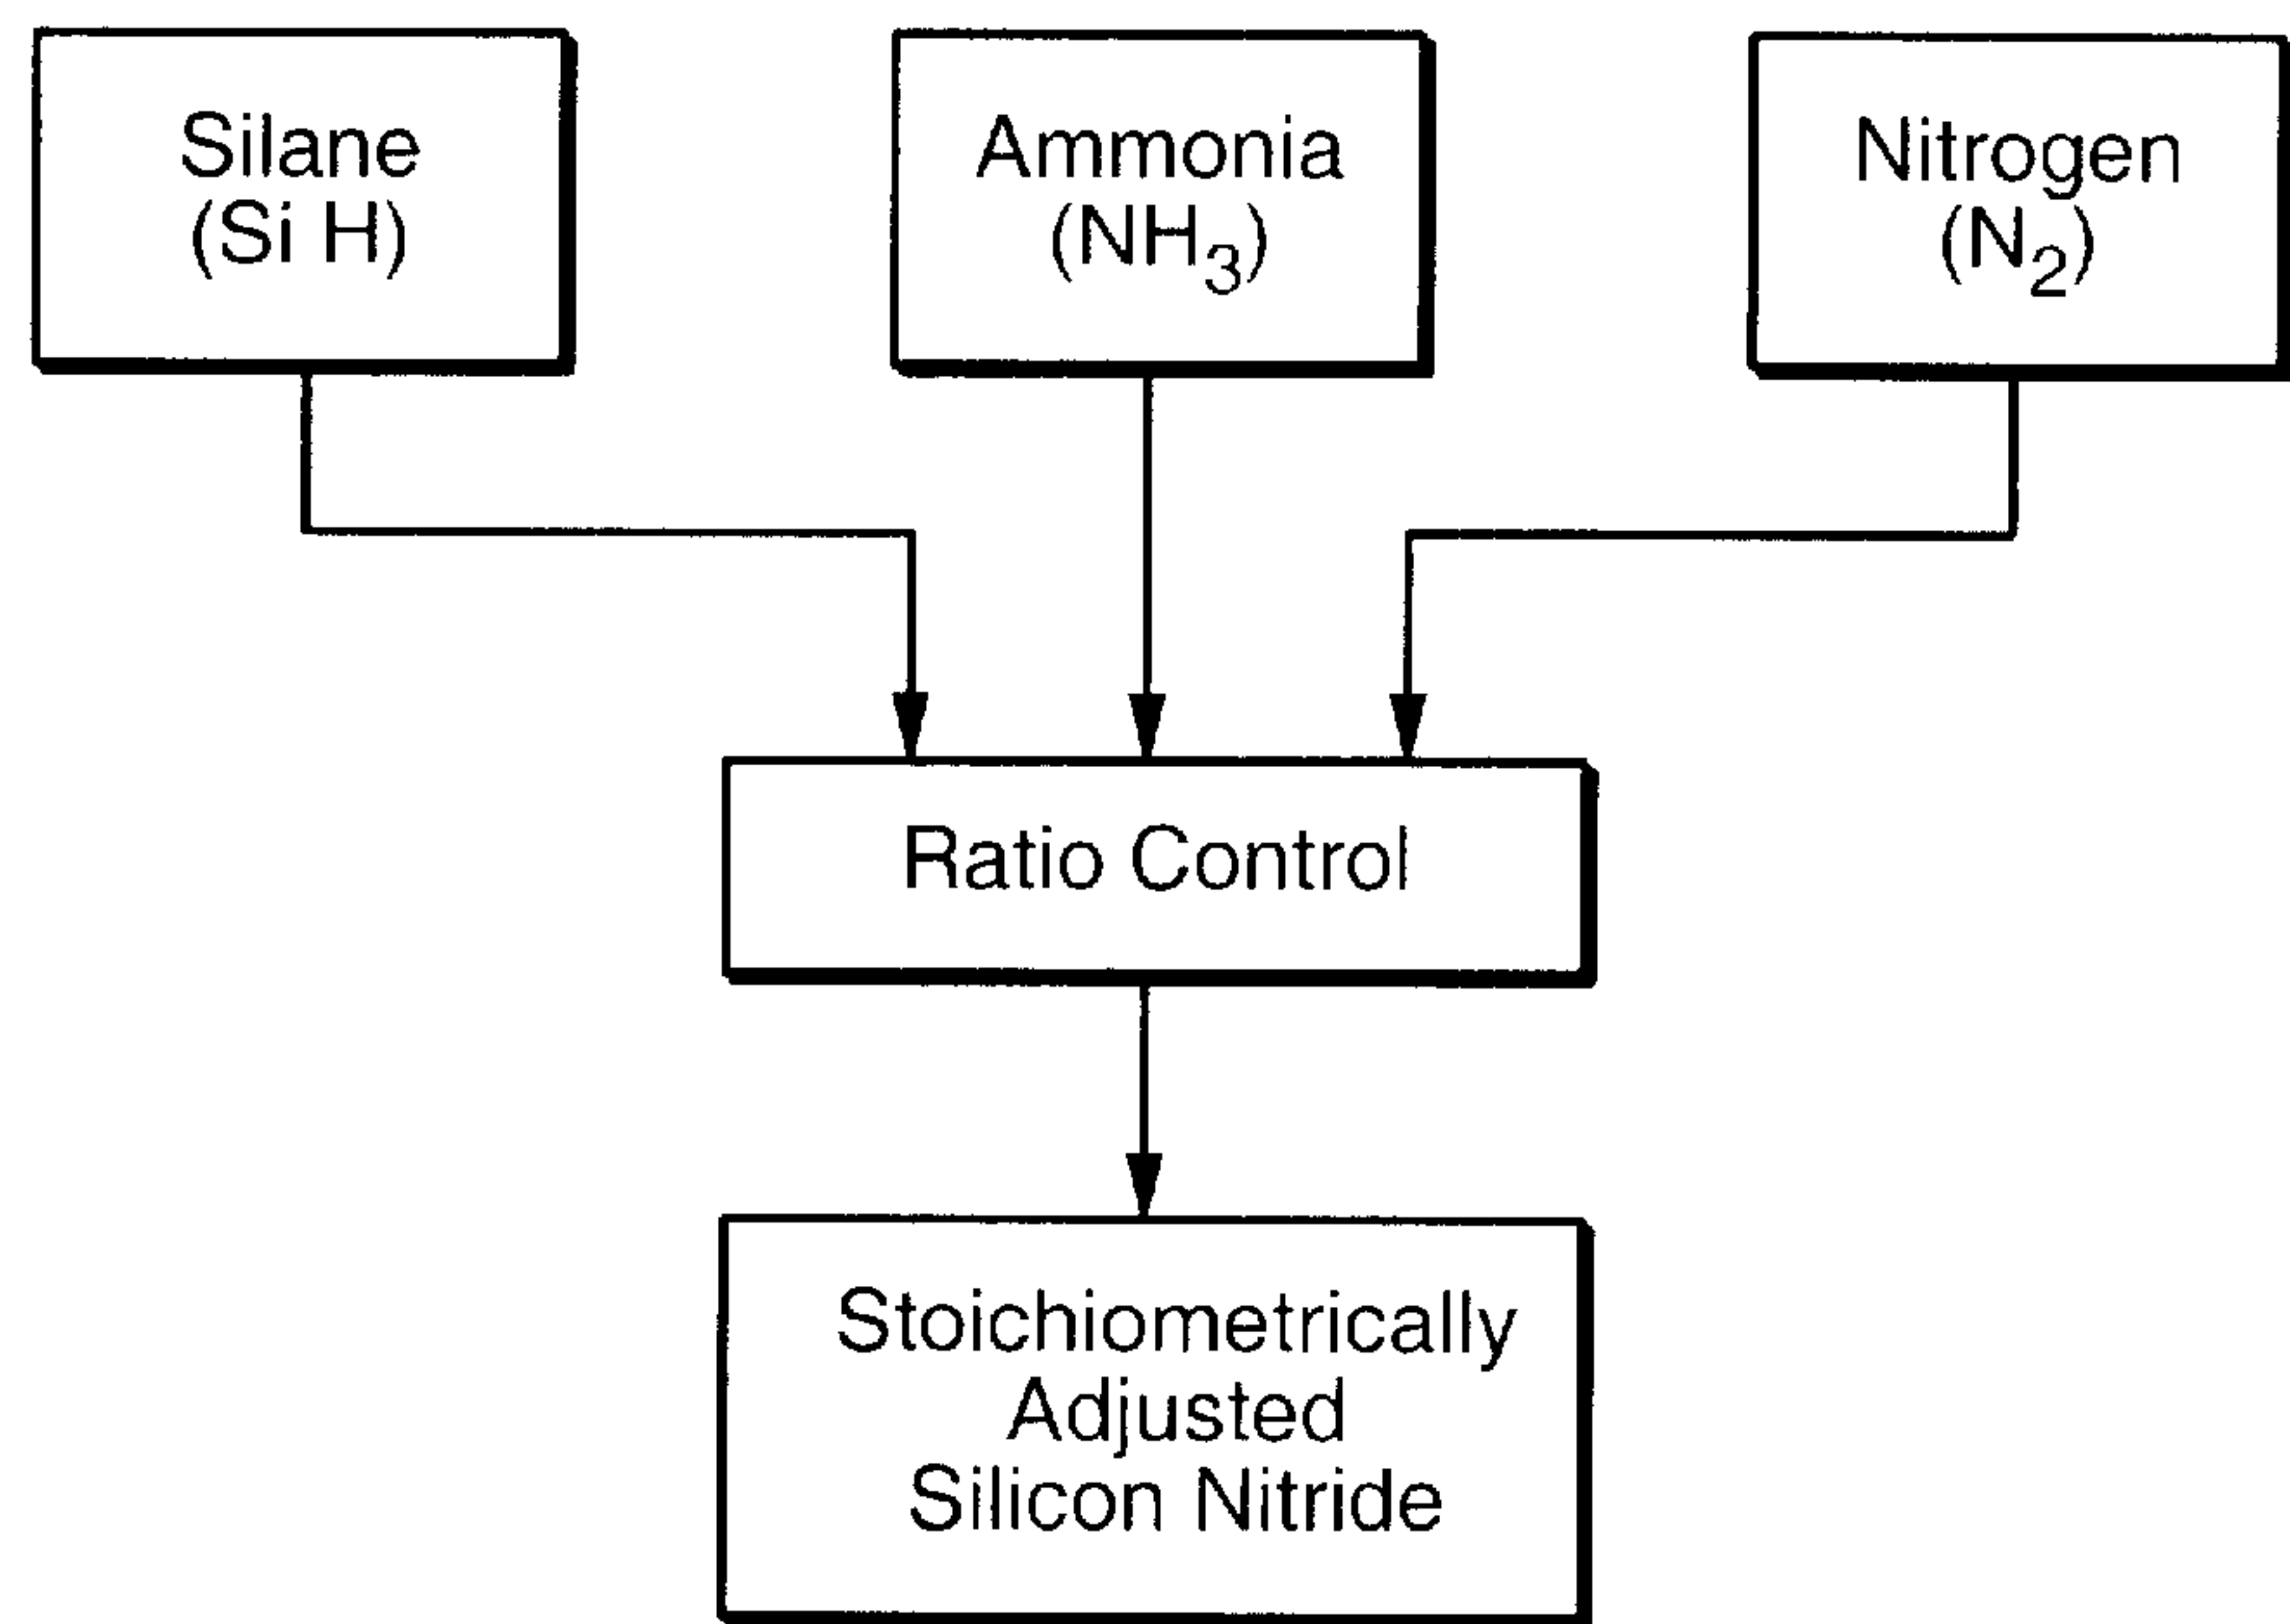 Silane
(Si H)
Ammonia
(NH3)
Nitrogen
(N2)
Ratio Control
Stoichiometrically
Adjusted
Silicon Nitride